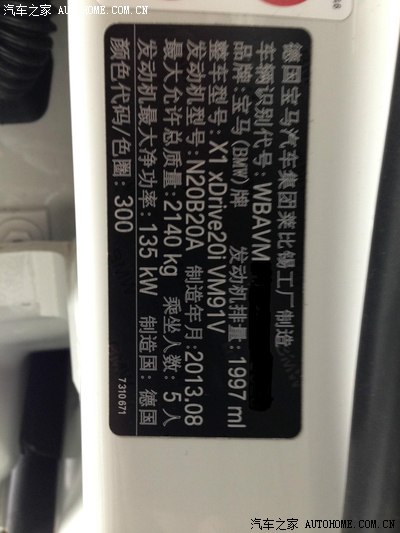 汽车之家 AUTOHOME.COM.CN
德国宝马汽车集团莱比锡工厂制造
车辆识别代号: WBAVM
品牌: 宝马(BMW)牌 发动机排量: 1997 ml
整车型号: X1 xDrive20i VM91V
发动机型号: N20B20A 制造年月: 2013.08
最大允许总质量: 2140 kg 乘坐人数: 5 人
发动机最大净功率: 135 kW 制造国: 德国
颜色代码/色圈: 300
7310671
汽车之家 AUTOHOME.COM.CN